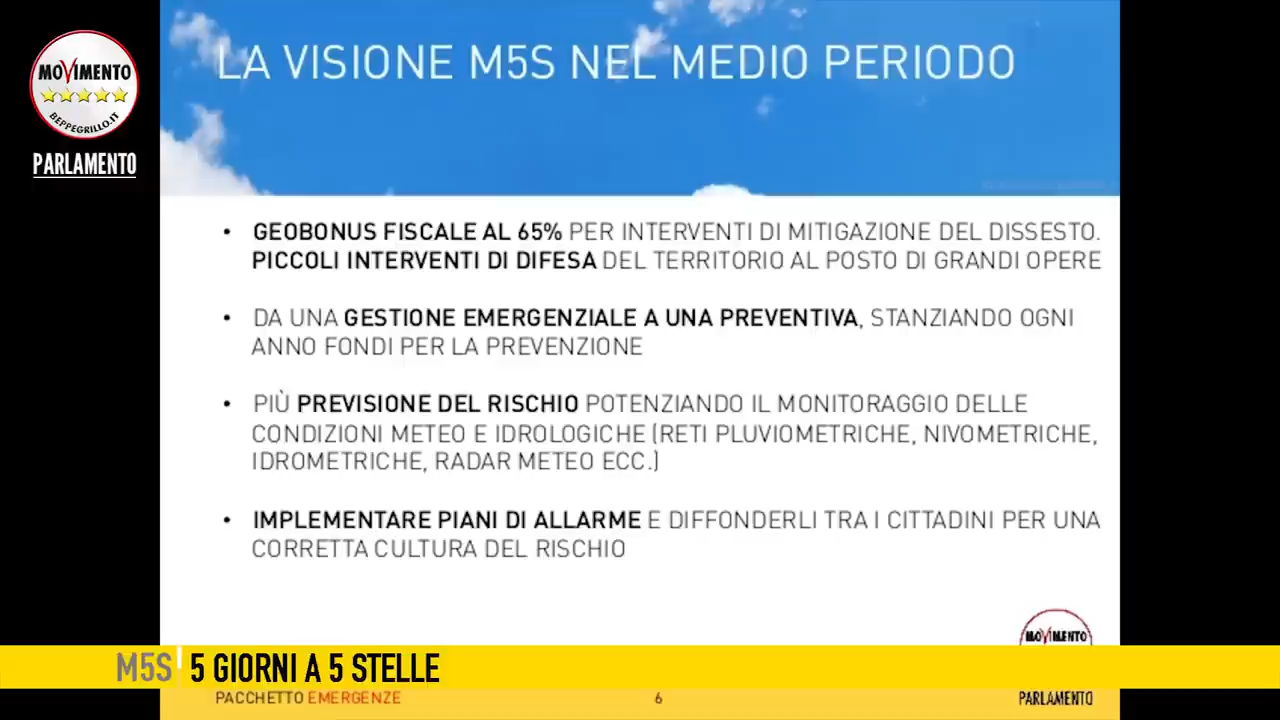 MOVIMENTO
BEPPEGRILLO.IT
PARLAMENTO
LA VISIONE M5S NEL MEDIO PERIODO
• GEOBONUS FISCALE AL 65% PER INTERVENTI DI MITIGAZIONE DEL DISSESTO.
PICCOLI INTERVENTI DI DIFESA DEL TERRITORIO AL POSTO DI GRANDI OPERE
• DA UNA GESTIONE EMERGENZIALE A UNA PREVENTIVA, STANZIANDO OGNI
ANNO FONDI PER LA PREVENZIONE
• PIÙ PREVISIONE DEL RISCHIO POTENZIANDO IL MONITORAGGIO DELLE
CONDIZIONI METEO E IDROLOGICHE (RETI PLUVIOMETRICHE, NIVOMETRICHE,
IDROMETRICHE, RADAR METEO ECC.)
• IMPLEMENTARE PIANI DI ALLARME E DIFFONDERLI TRA I CITTADINI PER UNA
CORRETTA CULTURA DEL RISCHIO
MOVIMENTO
M5S 5 GIORNI A 5 STELLE
PACCHETTO EMERGENZE 6 PARLAMENTO